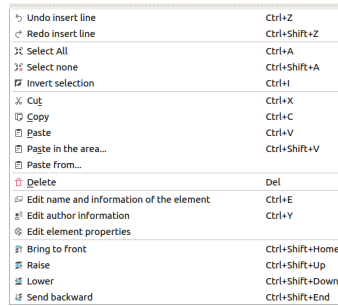 Undo insert line Ctrl+Z
Redo insert line Ctrl+Shift+Z
Select All Ctrl+A
Select none Ctrl+Shift+A
Invert selection Ctrl+I
Cut Ctrl+X
Copy Ctrl+C
Paste Ctrl+V
Paste in the area... Ctrl+Shift+V
Paste from...
Delete Del
Edit name and information of the element Ctrl+E
Edit author information Ctrl+Y
Edit element properties
Bring to front Ctrl+Shift+Home
Raise Ctrl+Shift+Up
Lower Ctrl+Shift+Down
Send backward Ctrl+Shift+End